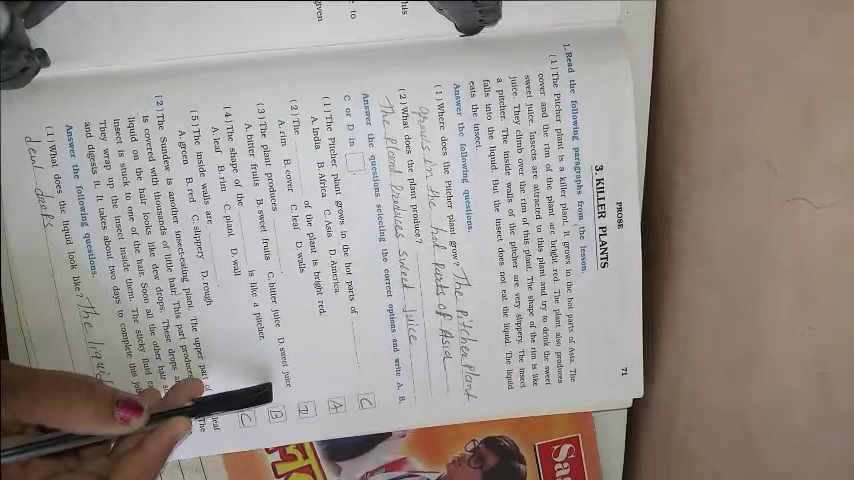 71
PROSE
3. KILLER PLANTS
1. Read the following paragraphs from the lesson.
(1) The Pitcher plant is a killer plant. It grows in the hot parts of Asia. The
cover and the rim of the plant are bright red. The plant also produces
sweet juice. Insects are attracted to this plant and try to drink the sweet
juice. They climb over the rim of this plant. The shape of the rim is like
a pitcher. The inside walls of the pitcher are very slippery. The insect
falls into the liquid. But the insect does not eat the liquid. The liquid
eats the insect.
Answer the following questions.
(1) Where does the Pitcher plant grow? The Pitcher Plant
grows in the hot Parts of Asia
(2) What does the plant produce?
The Plant Produces sweet Juice
Answer the questions selecting the correct options and write A, B,
C or D in
(1) The Pitcher plant grows in the hot parts of ______. C
A. India B. Africa C. Asia D. America
(2) The ______ of the plant is bright red. A
A. rim B. cover C. leaf D. walls
(3) The plant produces ______. D
A. bitter fruits B. sweet fruits C. bitter juice D. sweet juice
(4) The shape of the ______ is like a pitcher. B
A. leaf B. rim C. plant D. wall
(5) The inside walls are ______. C
A. green B. red C. slippery D. rough
(2) The Sundew is another insect-eating plant. The upper part of leaf
is covered with thousands of little hair. This part produces The
liquid on the hair looks like dew drops. These drops
insect is stuck to one of the hair. Soon all the other hair
They wrap up the insect inside them. The sticky fluid
and digests it. It takes about two days to complete this
Answer the following questions.
(1) What does the liquid look like? The liquid
dew drops
his
to
given
Sas